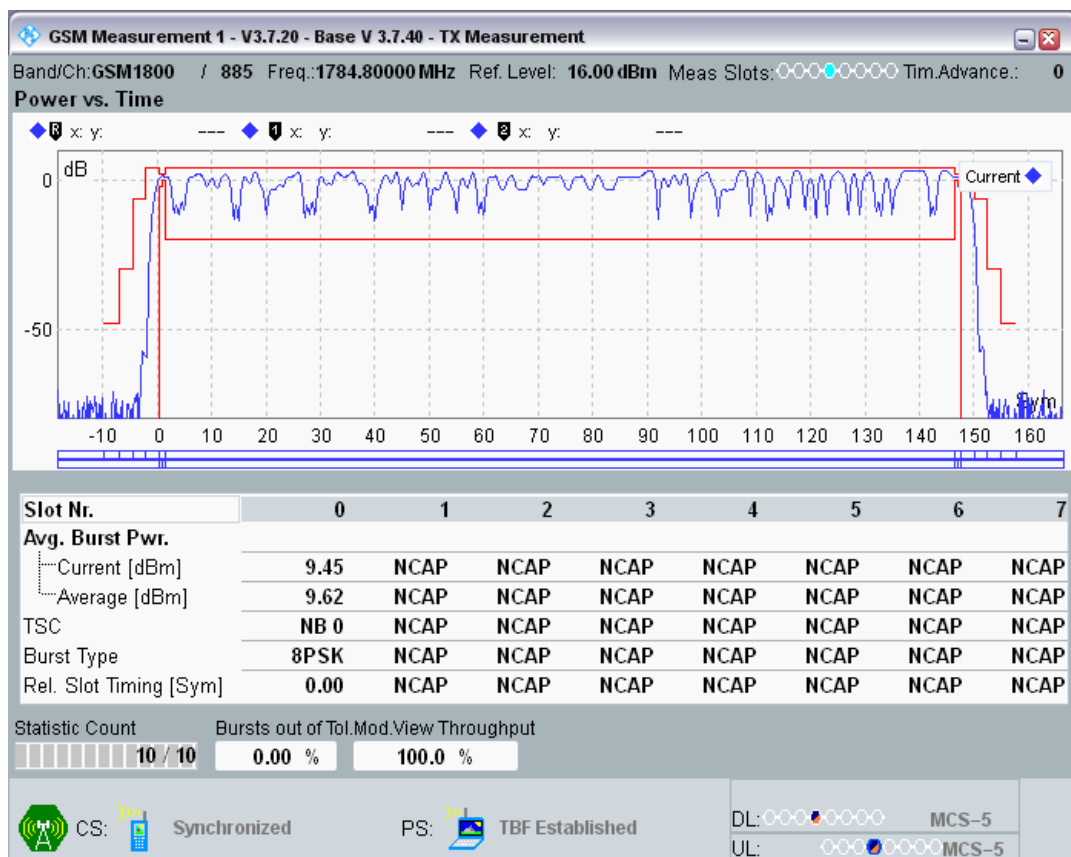 GSM Measurement 1 - V3.7.20 - Base V 3.7.40 - TX Measurement
Band/Ch:GSM1800 / 885 Freq.:1784.80000 MHz Ref. Level: 16.00 dBm Meas Slots: Tim.Advance.: 0
Power vs. Time
R x: y: --- 1 x: y: --- 2 x: y: ---
dB
0
Current
-50
Sym
-10 0 10 20 30 40 50 60 70 80 90 100 110 120 130 140 150 160
Slot Nr. 0 1 2 3 4 5 6 7
Avg. Burst Pwr.
Current [dBm] 9.45 NCAP NCAP NCAP NCAP NCAP NCAP NCAP
Average [dBm] 9.62 NCAP NCAP NCAP NCAP NCAP NCAP NCAP
TSC NB 0 NCAP NCAP NCAP NCAP NCAP NCAP NCAP
Burst Type 8PSK NCAP NCAP NCAP NCAP NCAP NCAP NCAP
Rel. Slot Timing [Sym] 0.00 NCAP NCAP NCAP NCAP NCAP NCAP NCAP
Statistic Count Bursts out of Tol.Mod.View Throughput
10 / 10 0.00 % 100.0 %
CS: Synchronized PS: TBF Established DL: MCS-5
UL: MCS-5